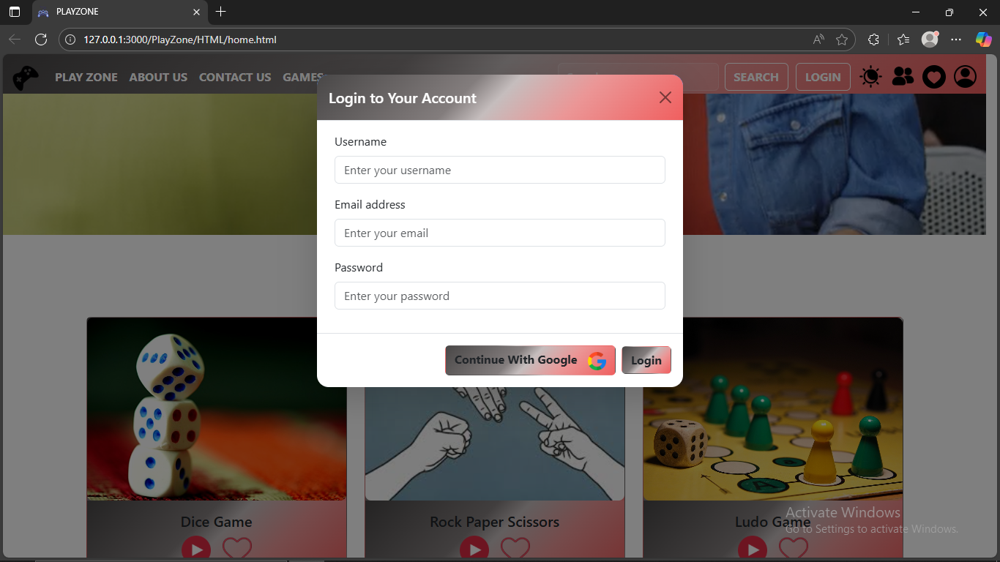 PLAYZONE
127.0.0.1:3000/PlayZone/HTML/home.html
PLAY ZONE ABOUT US CONTACT US GAMES SEARCH LOGIN
Login to Your Account
Username
Enter your username
Email address
Enter your email
Password
Enter your password
Continue With Google Login
Dice Game Rock Paper Scissors Ludo Game
A
Activate Windows
Go to Settings to activate Windows.